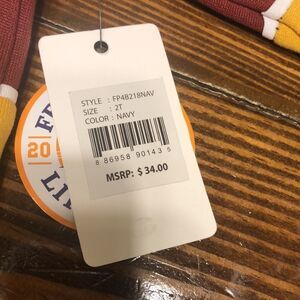 STYLE : FP4B218NAV
SIZE : 2T
COLOR : NAVY
8 86958 90143 5
MSRP: $ 34.00
20